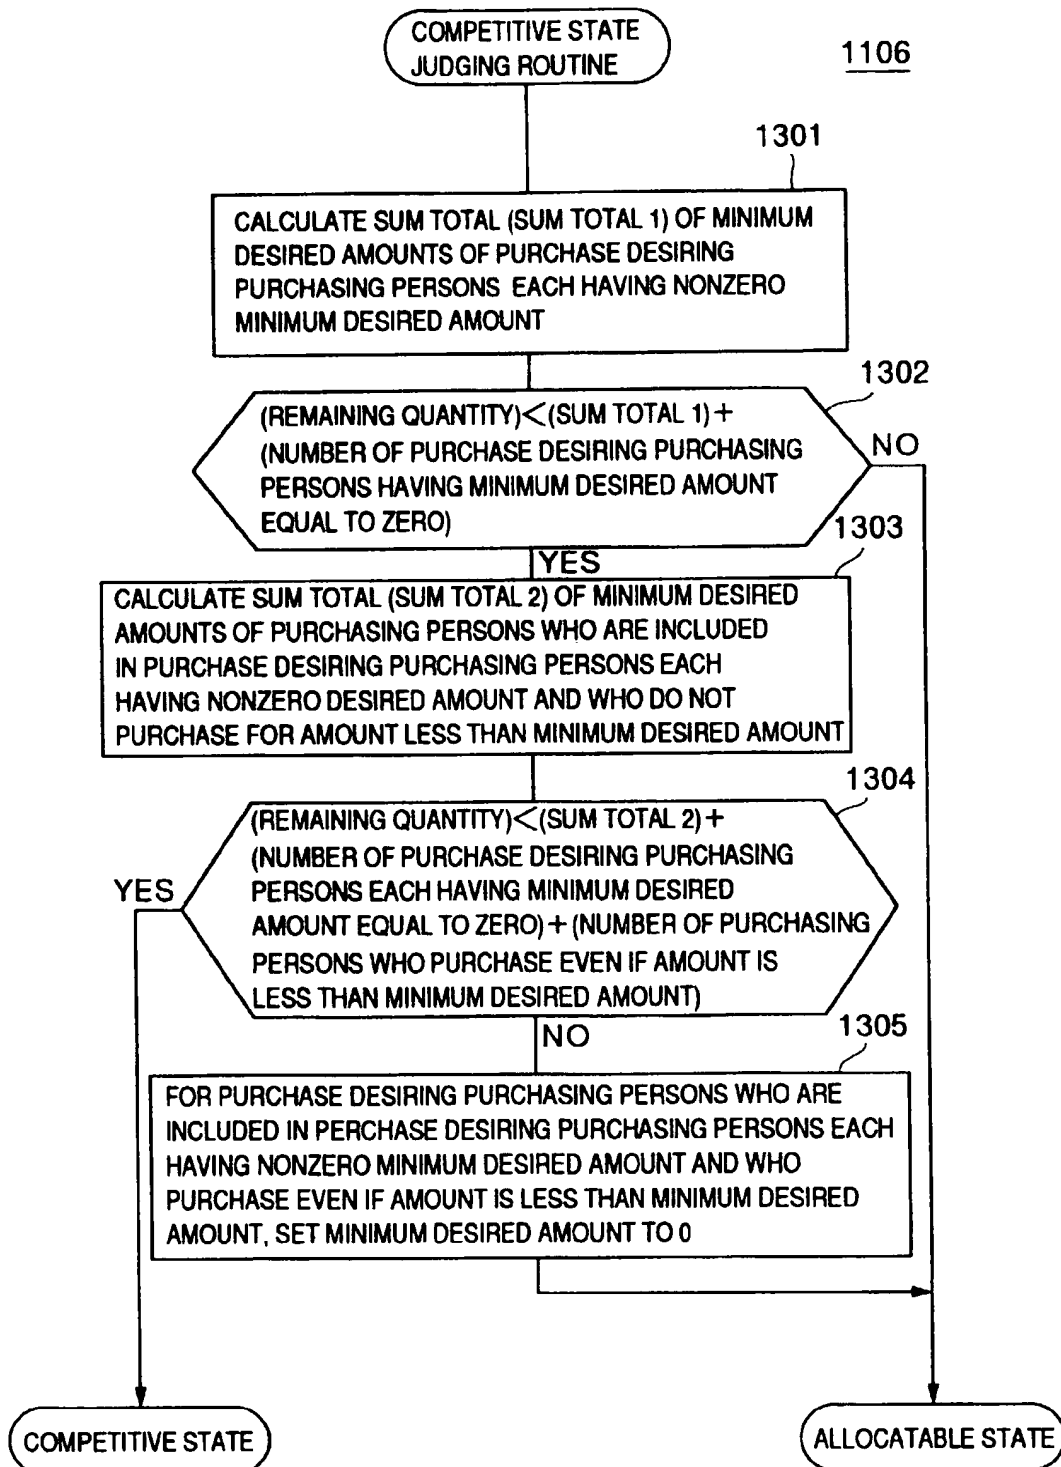 COMPETITIVE STATE
JUDGING ROUTINE
1106
1301
CALCULATE SUM TOTAL (SUM TOTAL 1) OF MINIMUM
DESIRED AMOUNTS OF PURCHASE DESIRING
PURCHASING PERSONS EACH HAVING NONZERO
MINIMUM DESIRED AMOUNT
1302
(REMAINING QUANTITY)<(SUM TOTAL 1)+
(NUMBER OF PURCHASE DESIRING PURCHASING
PERSONS HAVING MINIMUM DESIRED AMOUNT
EQUAL TO ZERO)
NO
YES
1303
CALCULATE SUM TOTAL (SUM TOTAL 2) OF MINIMUM DESIRED
AMOUNTS OF PURCHASING PERSONS WHO ARE INCLUDED
IN PURCHASE DESIRING PURCHASING PERSONS EACH
HAVING NONZERO DESIRED AMOUNT AND WHO DO NOT
PURCHASE FOR AMOUNT LESS THAN MINIMUM DESIRED AMOUNT
1304
(REMAINING QUANTITY)<(SUM TOTAL 2)+
(NUMBER OF PURCHASE DESIRING PURCHASING
PERSONS EACH HAVING MINIMUM DESIRED
AMOUNT EQUAL TO ZERO)+(NUMBER OF PURCHASING
PERSONS WHO PURCHASE EVEN IF AMOUNT IS
LESS THAN MINIMUM DESIRED AMOUNT)
YES
NO
1305
FOR PURCHASE DESIRING PURCHASING PERSONS WHO ARE
INCLUDED IN PERCHASE DESIRING PURCHASING PERSONS EACH
HAVING NONZERO MINIMUM DESIRED AMOUNT AND WHO
PURCHASE EVEN IF AMOUNT IS LESS THAN MINIMUM DESIRED
AMOUNT, SET MINIMUM DESIRED AMOUNT TO 0
COMPETITIVE STATE
ALLOCATABLE STATE